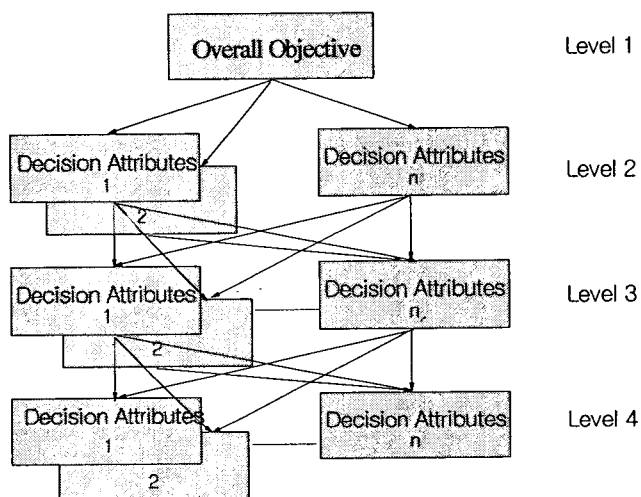 Overall Objective
Level 1
Decision Attributes
1
2
Decision Attributes
n
Level 2
Decision Attributes
1
2
Decision Attributes
n
Level 3
Decision Attributes
1
2
Decision Attributes
n
Level 4